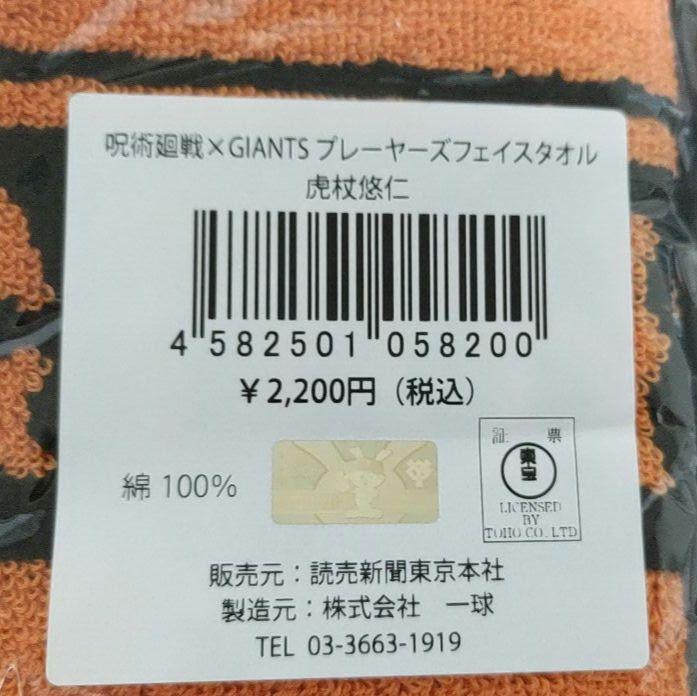 呪術廻戦×GIANTS プレーヤーズフェイスタオル
虎杖悠仁
4 582501 058200
￥2,200円（税込）
証 票
東宝
LICENSED
BY
TOHO CO. LTD
綿 100%
販売元：読売新聞東京本社
製造元：株式会社　一球
TEL 03-3663-1919